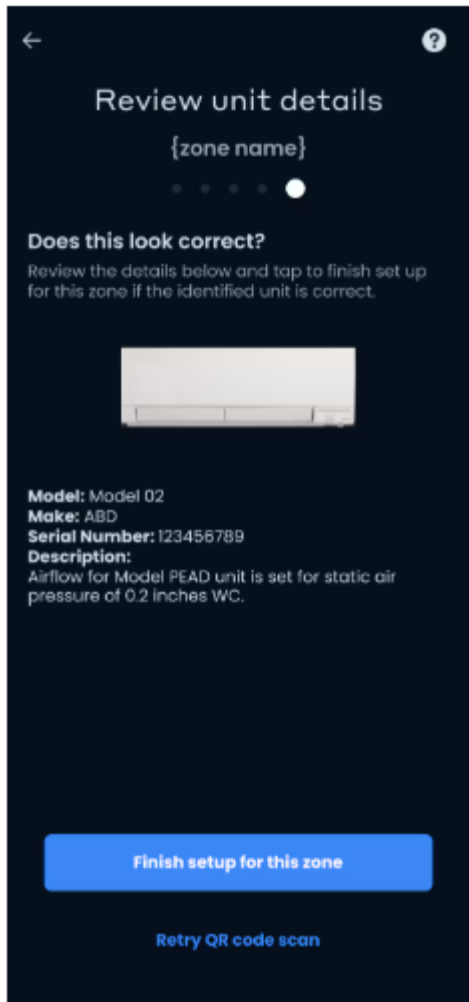 Review unit details
{zone name}
Does this look correct?
Review the details below and tap to finish set up
for this zone if the identified unit is correct.
Model: Model 02
Make: ABD
Serial Number: 123456789
Description:
Airflow for Model PEAD unit is set for static air
pressure of 0.2 inches WC.
Finish setup for this zone
Retry QR code scan